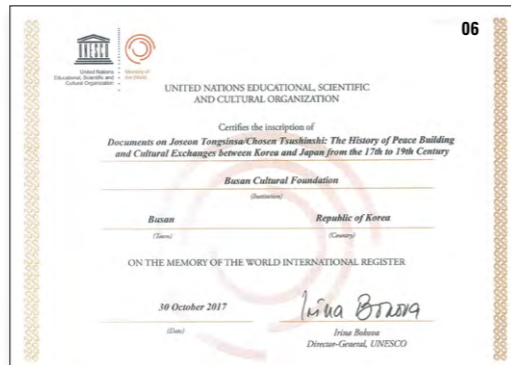 06
UNESCO
United Nations
Educational, Scientific and
Cultural Organization
Memory of
the World
UNITED NATIONS EDUCATIONAL, SCIENTIFIC
AND CULTURAL ORGANIZATION
Certifies the inscription of
Documents on Joseon Tongsinsa/Chosen Tsushinshi: The History of Peace Building
and Cultural Exchanges between Korea and Japan from the 17th to 19th Century
Busan Cultural Foundation
(Institution)
Busan
Republic of Korea
(Town)
(Country)
ON THE MEMORY OF THE WORLD INTERNATIONAL REGISTER
30 October 2017
Irina Bokova
(Date)
Irina Bokova
Director-General, UNESCO